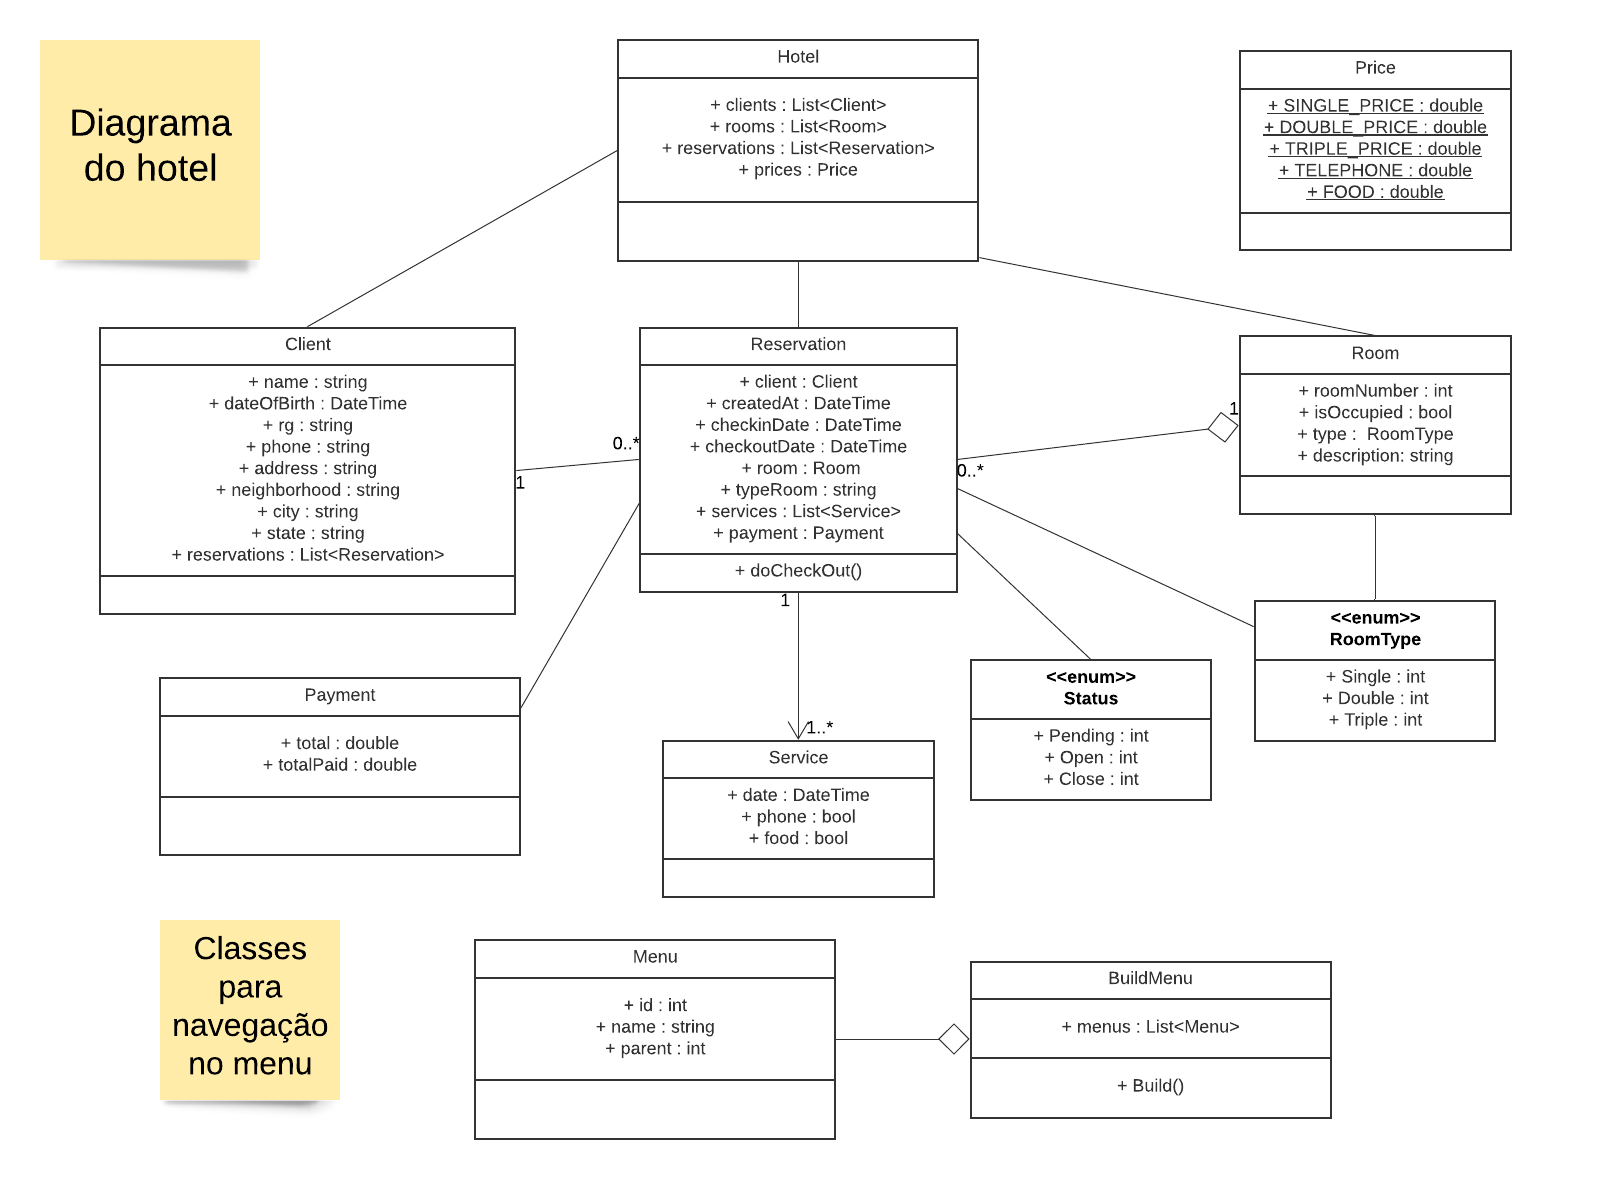 Diagrama
do hotel
Hotel
+ clients : List<Client>
+ rooms : List<Room>
+ reservations : List<Reservation>
+ prices : Price
Price
+ SINGLE_PRICE : double
+ DOUBLE_PRICE : double
+ TRIPLE_PRICE : double
+ TELEPHONE : double
+ FOOD : double
Client
+ name : string
+ dateOfBirth : DateTime
+ rg : string
+ phone : string
+ address : string
+ neighborhood : string
+ city : string
+ state : string
+ reservations : List<Reservation>
1
0..*
Reservation
+ client : Client
+ createdAt : DateTime
+ checkinDate : DateTime
+ checkoutDate : DateTime
+ room : Room
+ typeRoom : string
+ services : List<Service>
+ payment : Payment
+ doCheckOut()
0..*
1
Room
+ roomNumber : int
+ isOccupied : bool
+ type :  RoomType
+ description: string
1
1..*
Payment
+ total : double
+ totalPaid : double
Service
+ date : DateTime
+ phone : bool
+ food : bool
<<enum>>
Status
+ Pending : int
+ Open : int
+ Close : int
<<enum>>
RoomType
+ Single : int
+ Double : int
+ Triple : int
Classes
para
navegação
no menu
Menu
+ id : int
+ name : string
+ parent : int
BuildMenu
+ menus : List<Menu>
+ Build()